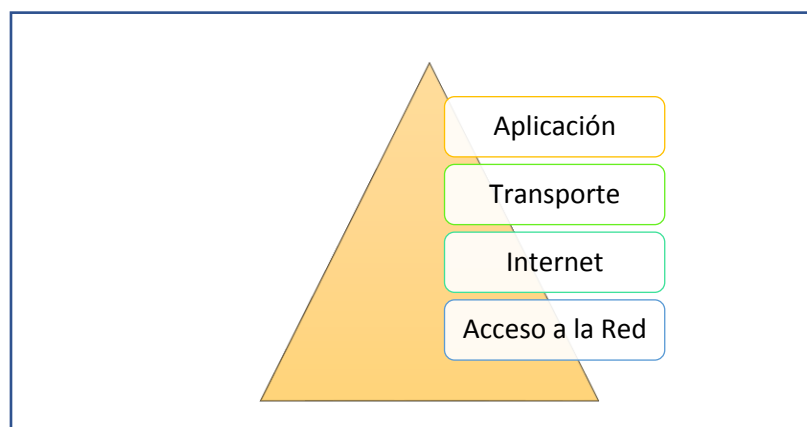 Aplicación
Transporte
Internet
Acceso a la Red